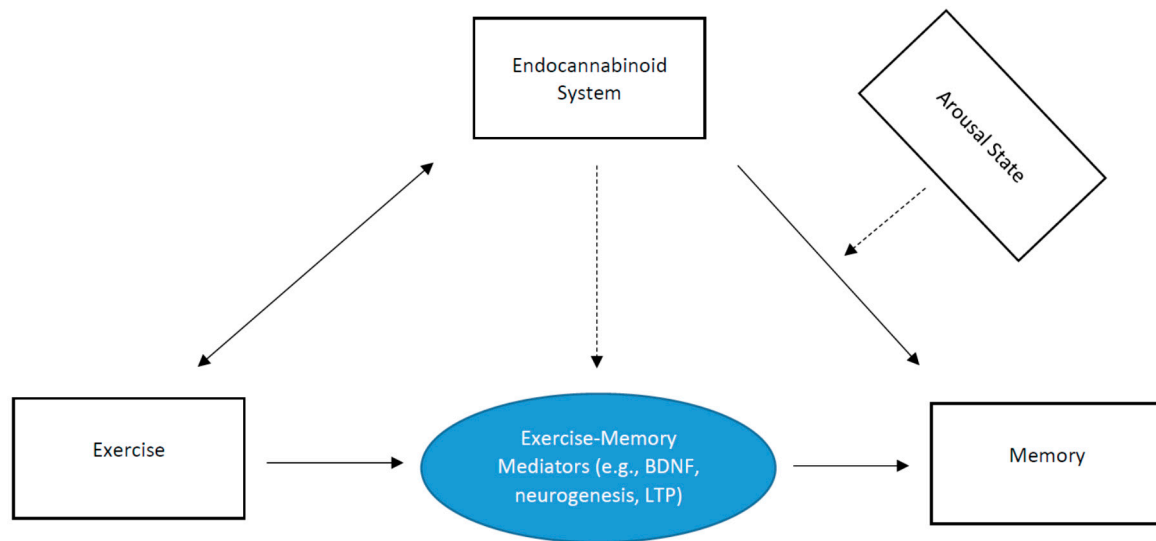 Endocannabinoid
System
Arousal State
Exercise
Exercise-Memory
Mediators (e.g., BDNF,
neurogenesis, LTP)
Memory